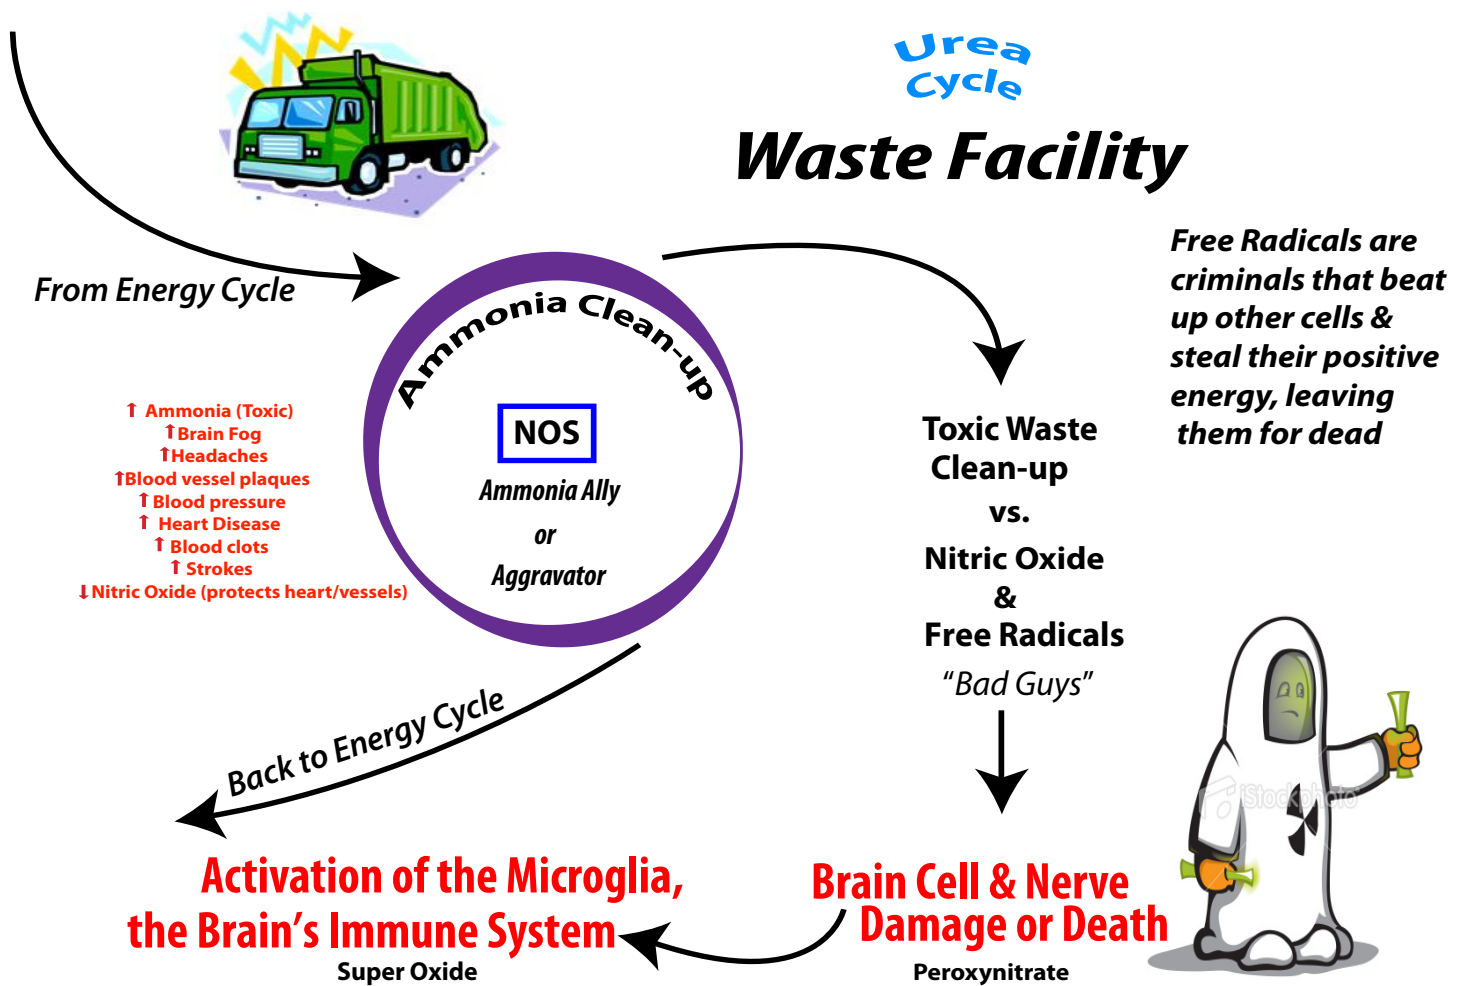 Urea
Cycle
Waste Facility
From Energy Cycle
Free Radicals are
criminals that beat
up other cells &
steal their positive
energy, leaving
them for dead
Ammonia Clean-up
NOS
Ammonia Ally
or
Aggravator
↑ Ammonia (Toxic)
↑Brain Fog
↑Headaches
↑Blood vessel plaques
↑Blood pressure
↑ Heart Disease
↑ Blood clots
↑ Strokes
↓Nitric Oxide (protects heart/vessels)
Toxic Waste
Clean-up
vs.
Nitric Oxide
&
Free Radicals
“Bad Guys”
Back to Energy Cycle
iStockphoto
Activation of the Microglia,
the Brain’s Immune System
Super Oxide
Brain Cell & Nerve
Damage or Death
Peroxynitrate